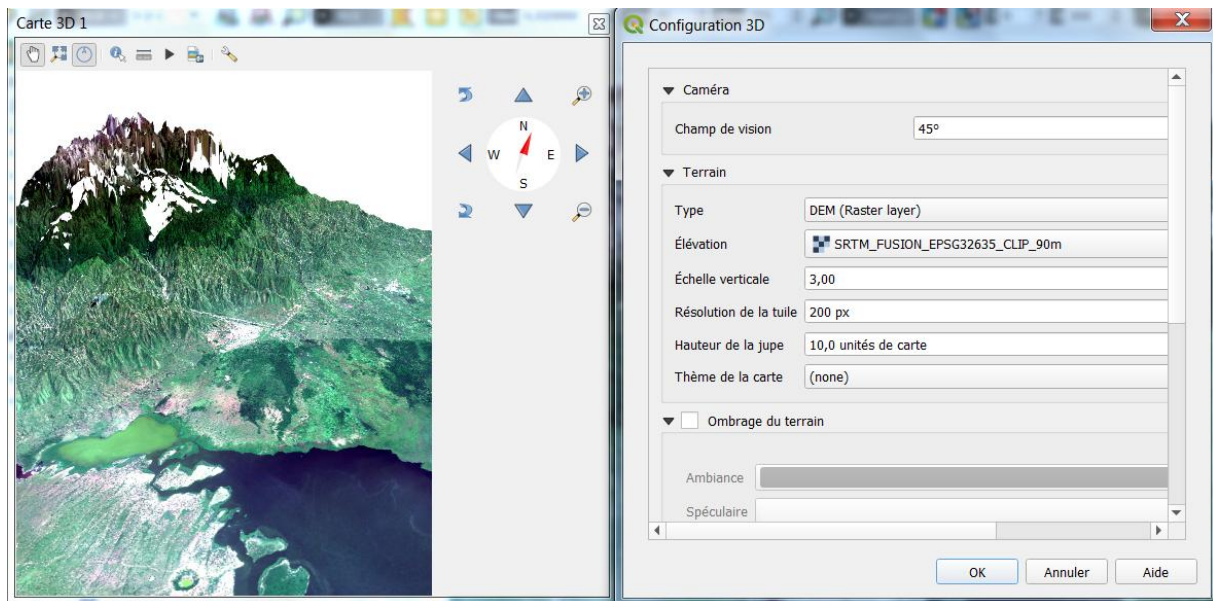 Carte 3D 1
N
W
E
S
Configuration 3D
Caméra
Champ de vision
45º
Terrain
Type
DEM (Raster layer)
Élévation
SRTM_FUSION_EPSG32635_CLIP_90m
Échelle verticale
3,00
Résolution de la tuile
200 px
Hauteur de la jupe
10,0 unités de carte
Thème de la carte
(none)
Ombrage du terrain
Ambiance
Spéculaire
OK
Annuler
Aide